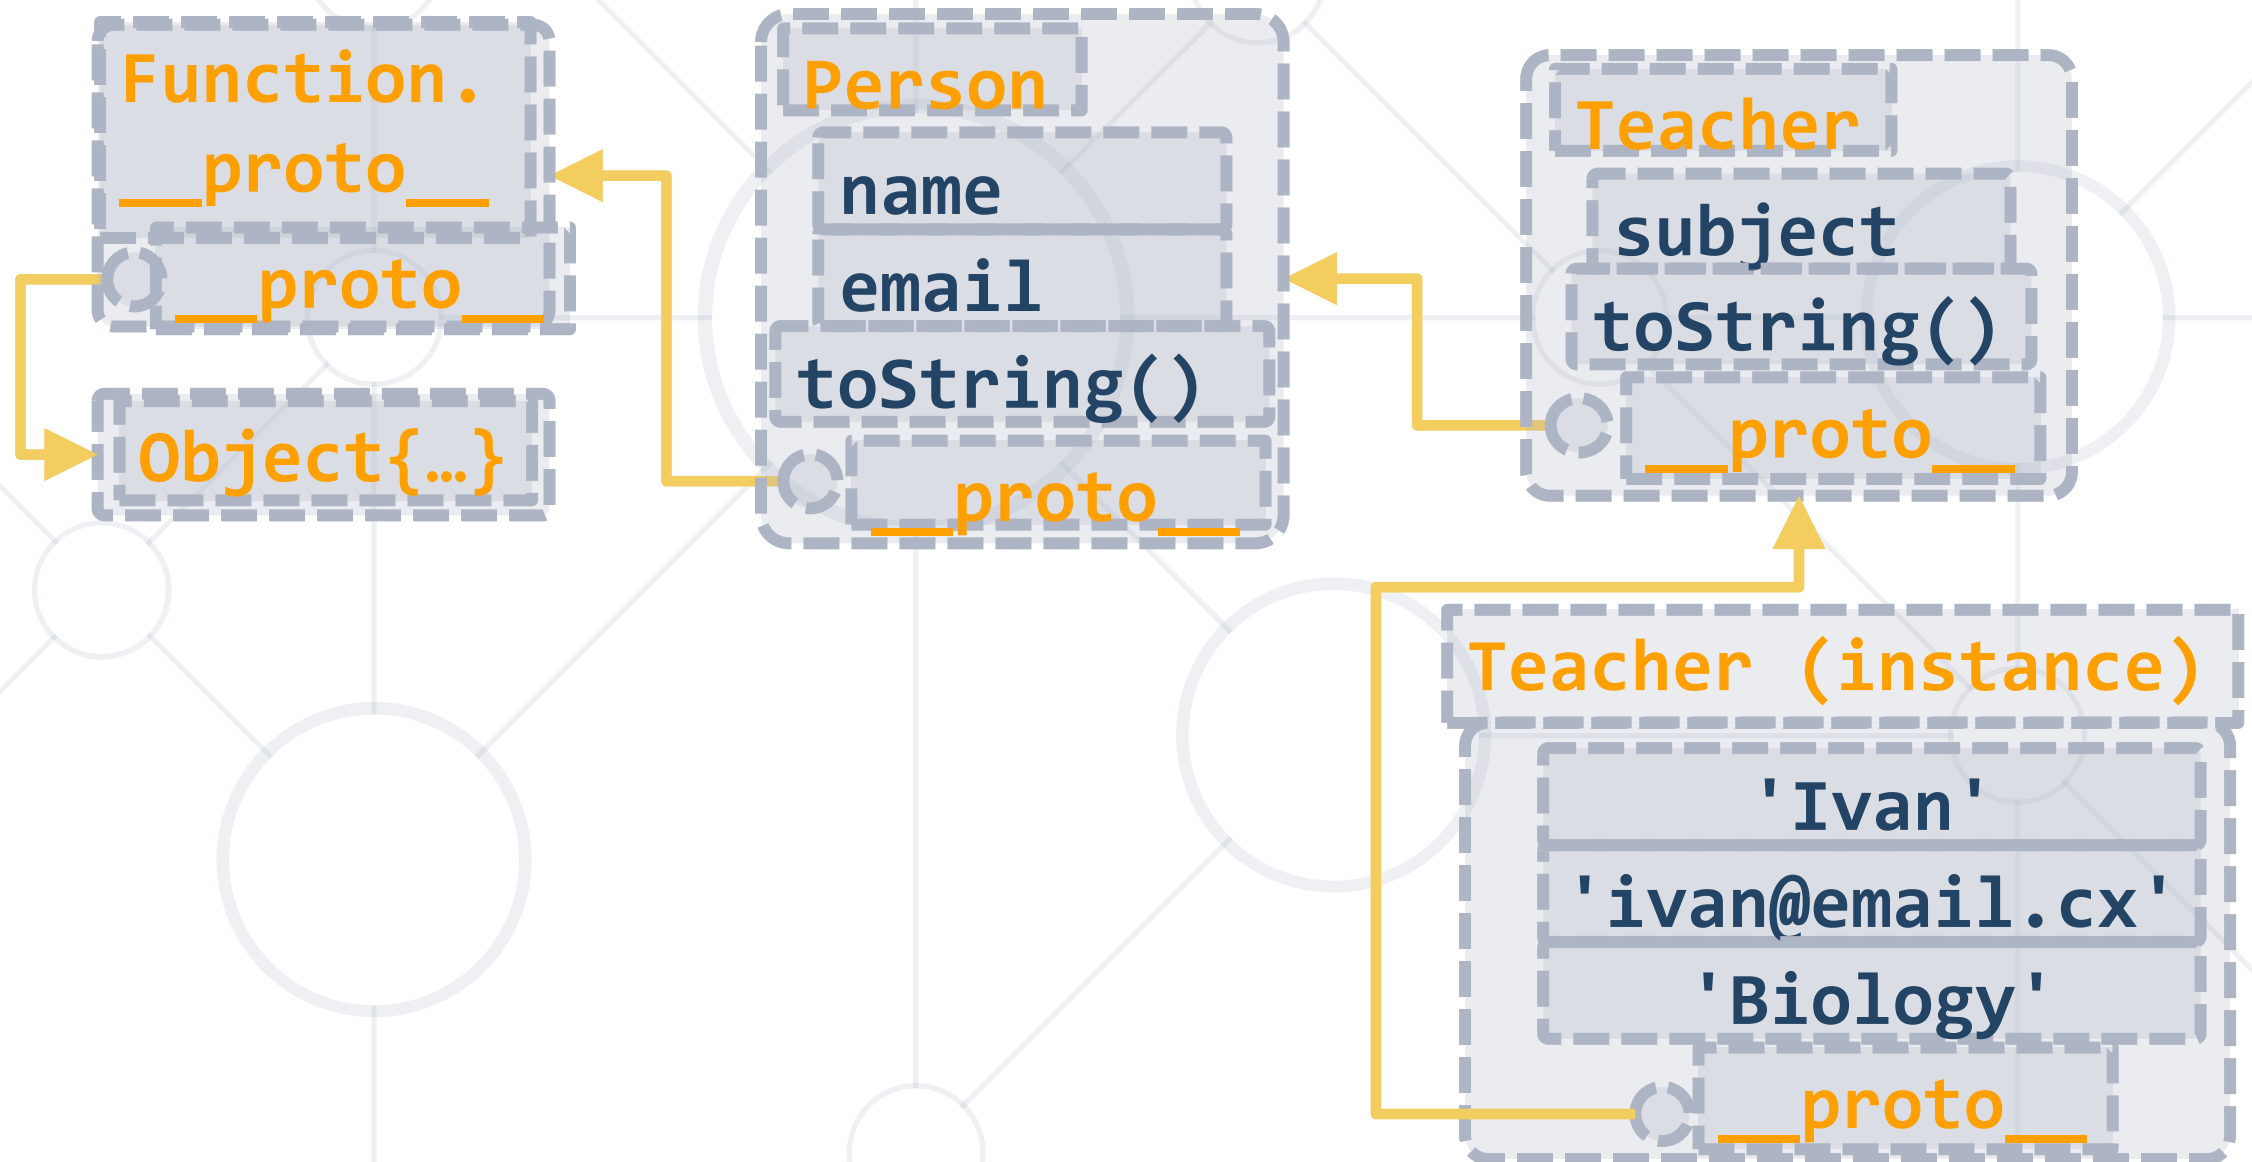 Function.
__proto__
__proto__
Object{…}
Person
name
email
toString()
__proto__
Teacher
subject
toString()
__proto__
Teacher (instance)
'Ivan'
'ivan@email.cx'
'Biology'
__proto__